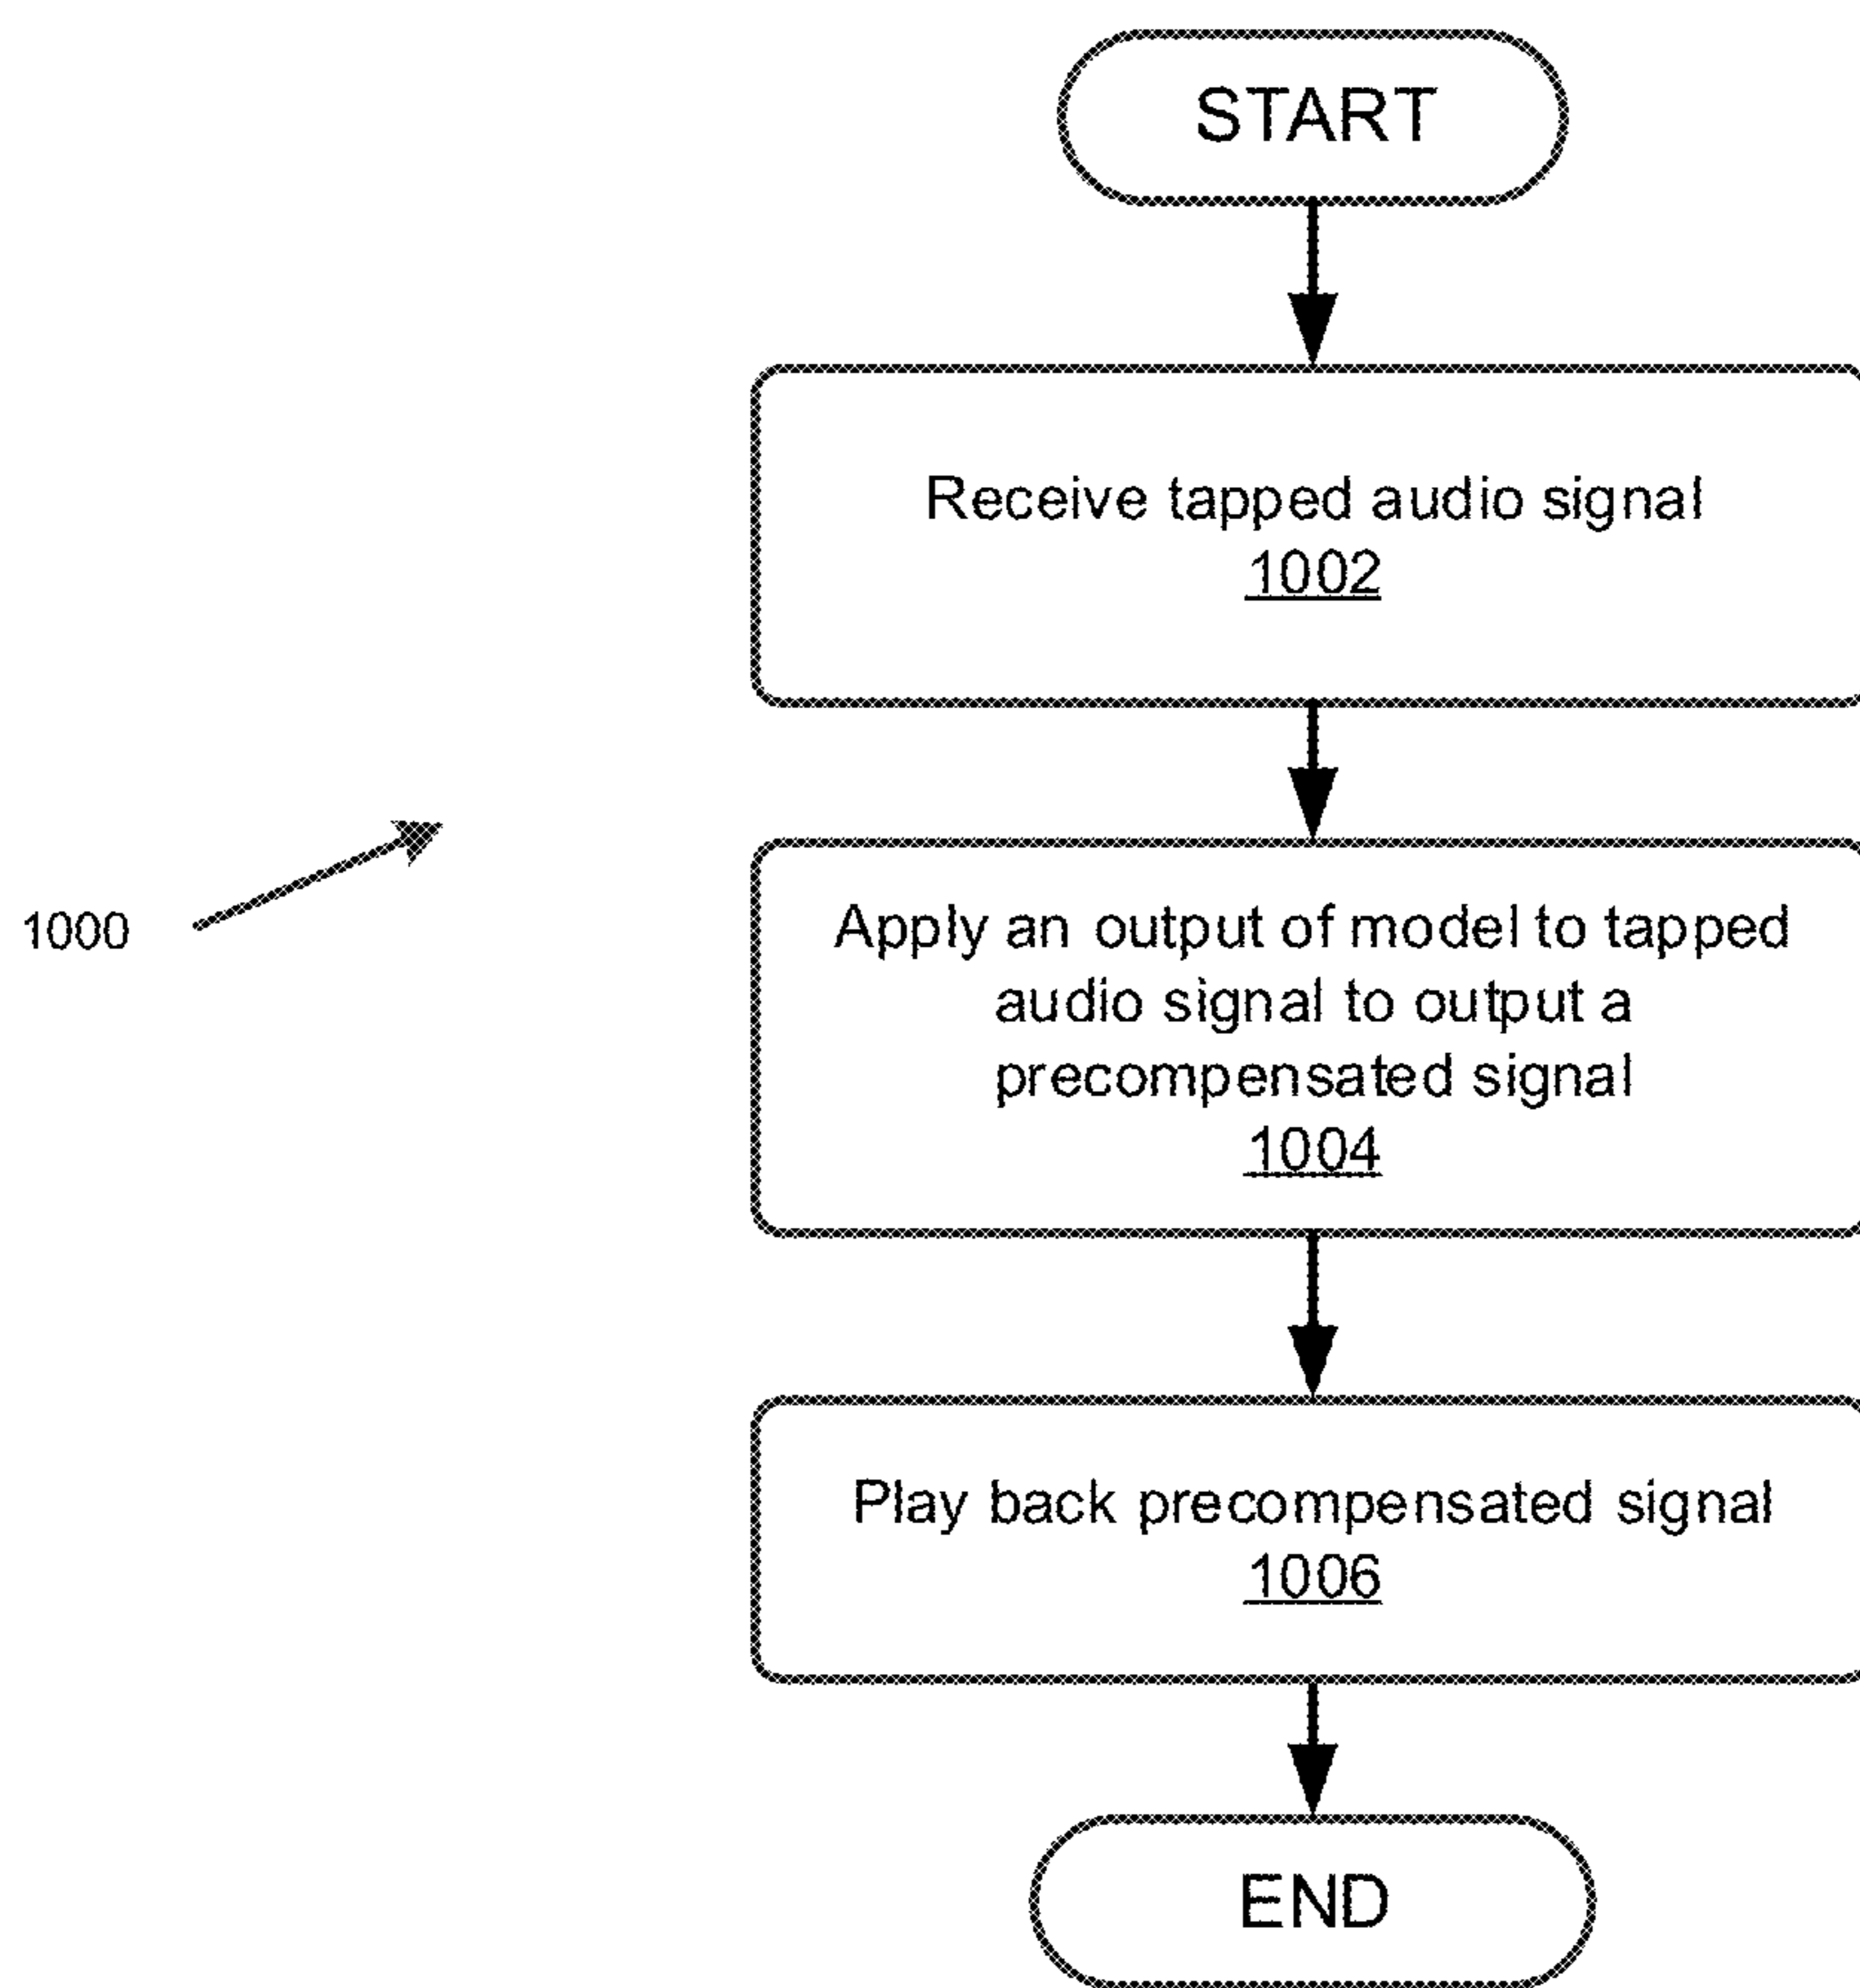 START
Receive tapped audio signal
1002
1000
Apply an output of model to tapped
audio signal to output a
precompensated signal
1004
Play back precompensated signal
1006
END